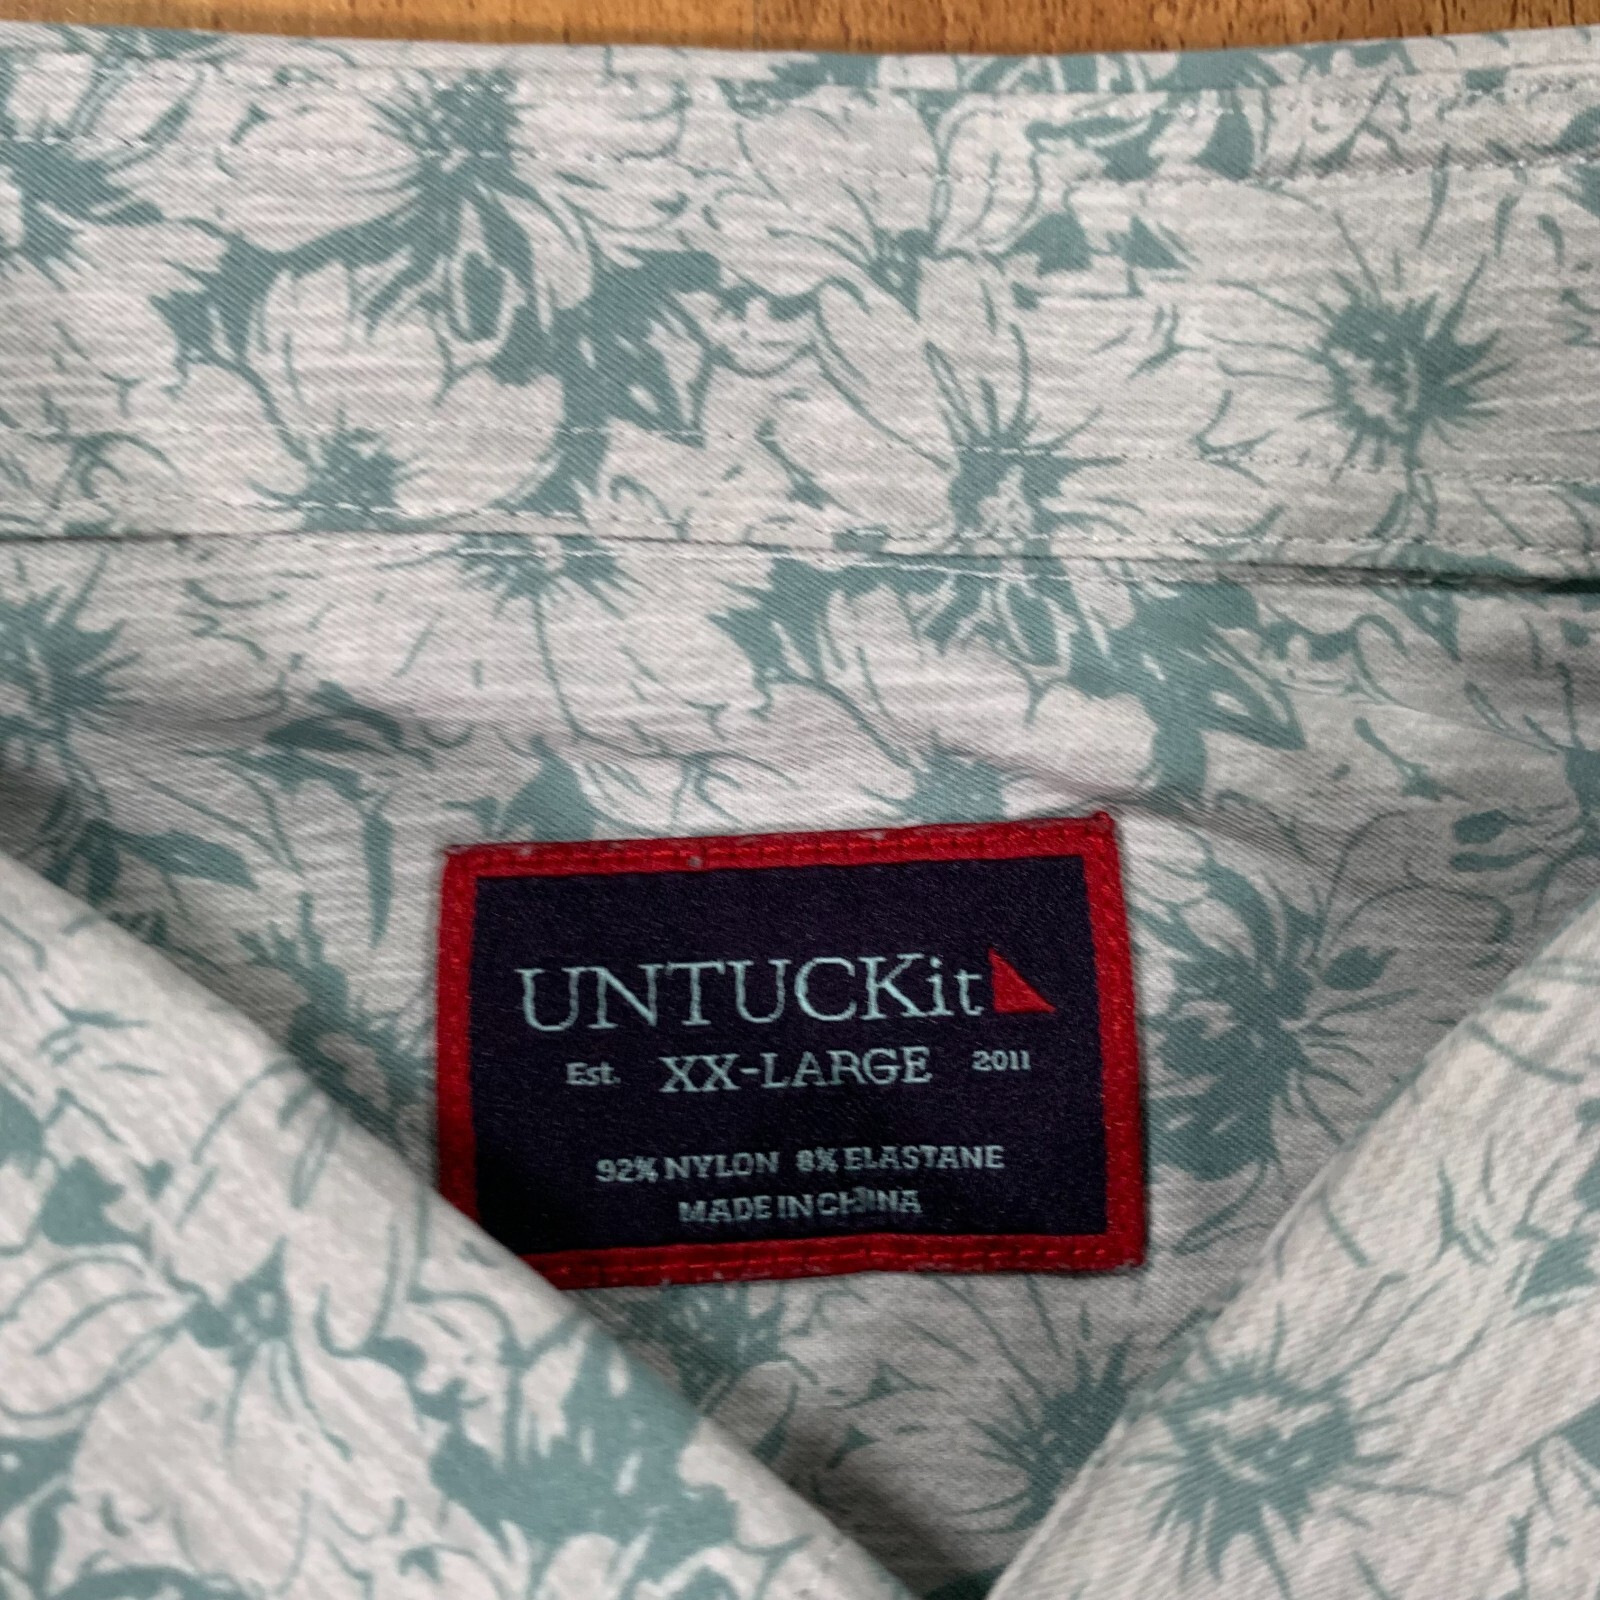 UNTUCKit
Est. XX-LARGE 2011
92% NYLON 8% ELASTANE
MADE IN CHINA